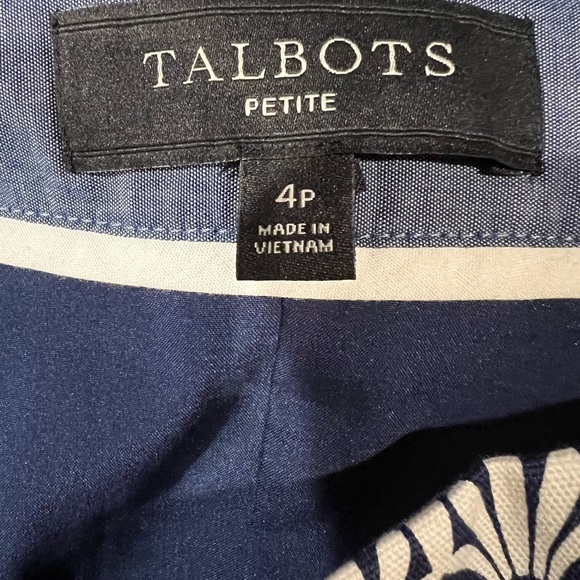 TALBOTS
PETITE
4P
MADE IN
VIETNAM